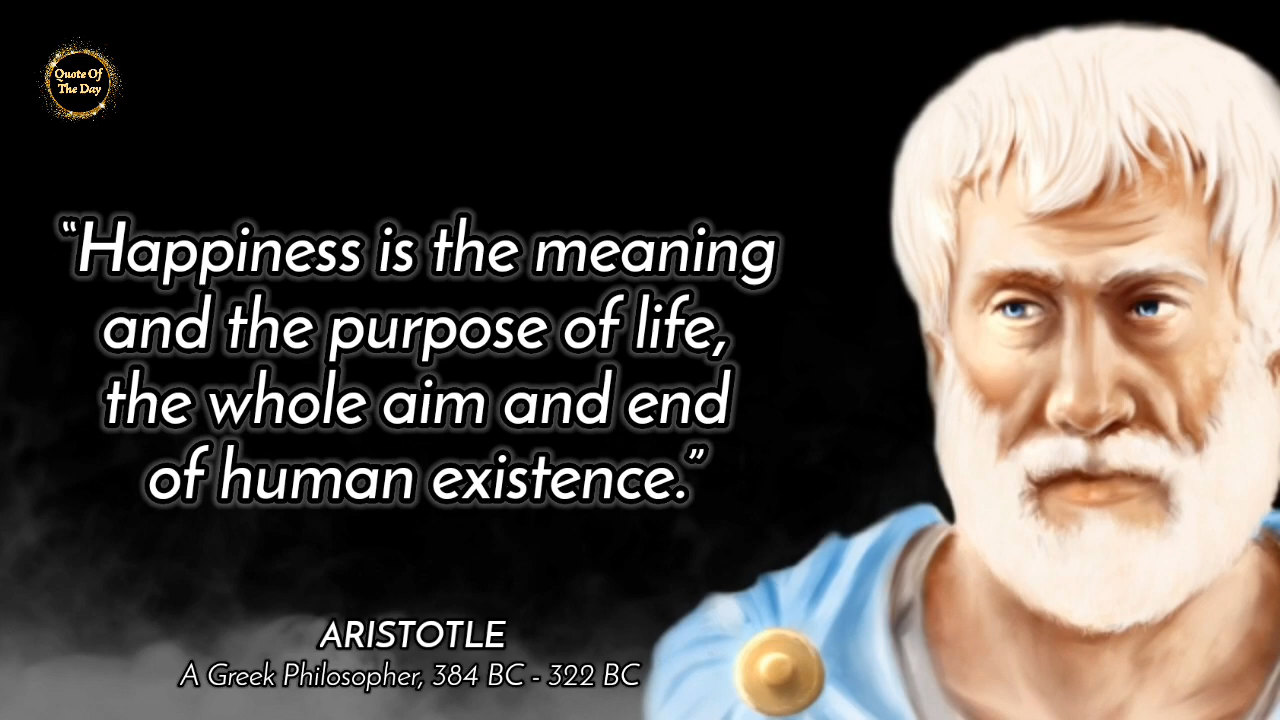 Quote Of
The Day
“Happiness is the meaning
and the purpose of life,
the whole aim and end
of human existence.”
ARISTOTLE
A Greek Philosopher, 384 BC - 322 BC